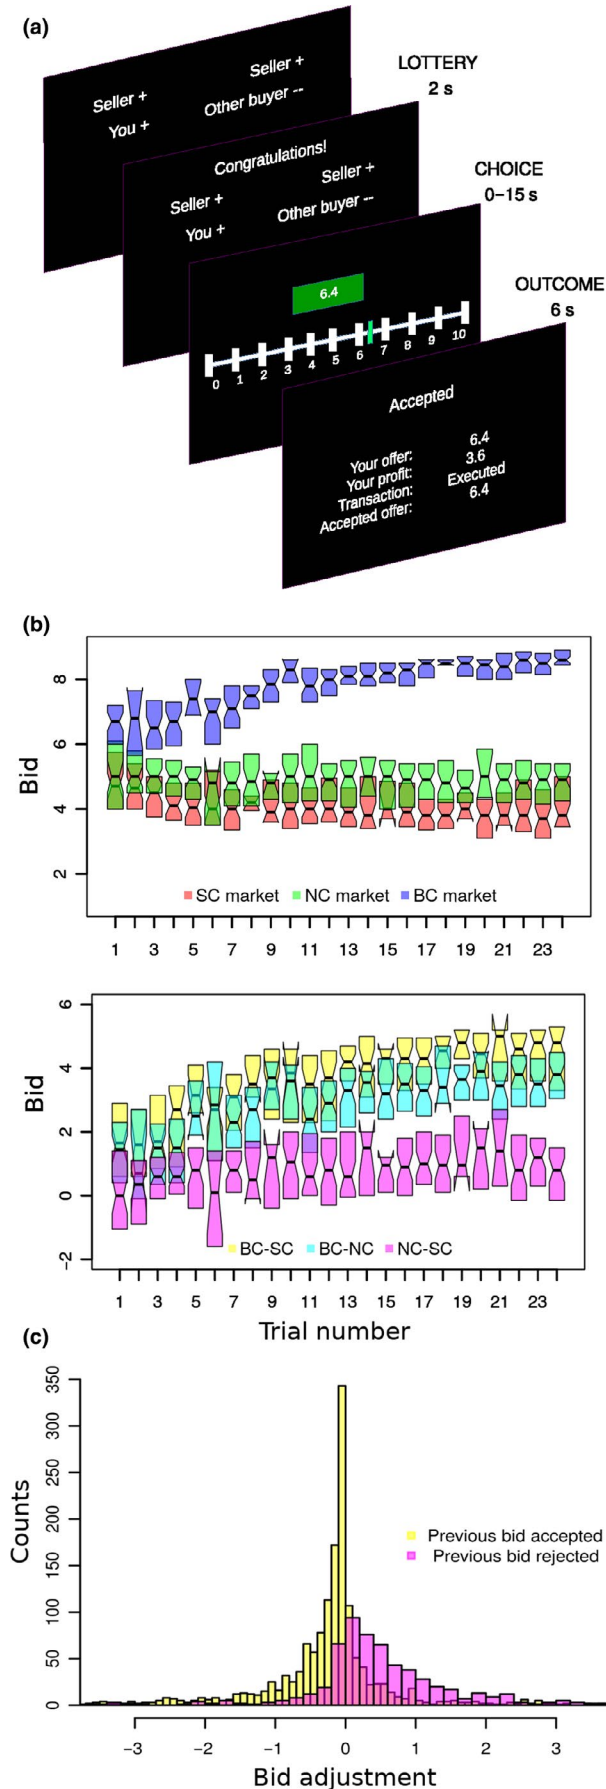 (a)
LOTTERY
2 s
Seller +
Seller +
You +
Other buyer --
CHOICE
0–15 s
Congratulations!
Seller +
Seller +
You +
Other buyer --
OUTCOME
6 s
6.4
0 1 2 3 4 5 6 7 8 9 10
Accepted
Your offer: 6.4
Your profit: 3.6
Transaction: Executed
Accepted offer: 6.4
(b)
Bid
8
6
4
2
SC market NC market BC market
1 3 5 7 9 11 13 15 17 19 21 23
Bid
6
4
2
0
−2
BC-SC BC-NC NC-SC
1 3 5 7 9 11 13 15 17 19 21 23
Trial number
(c)
Counts
350
300
250
200
150
100
50
0
Previous bid accepted
Previous bid rejected
−3 −2 −1 0 1 2 3
Bid adjustment